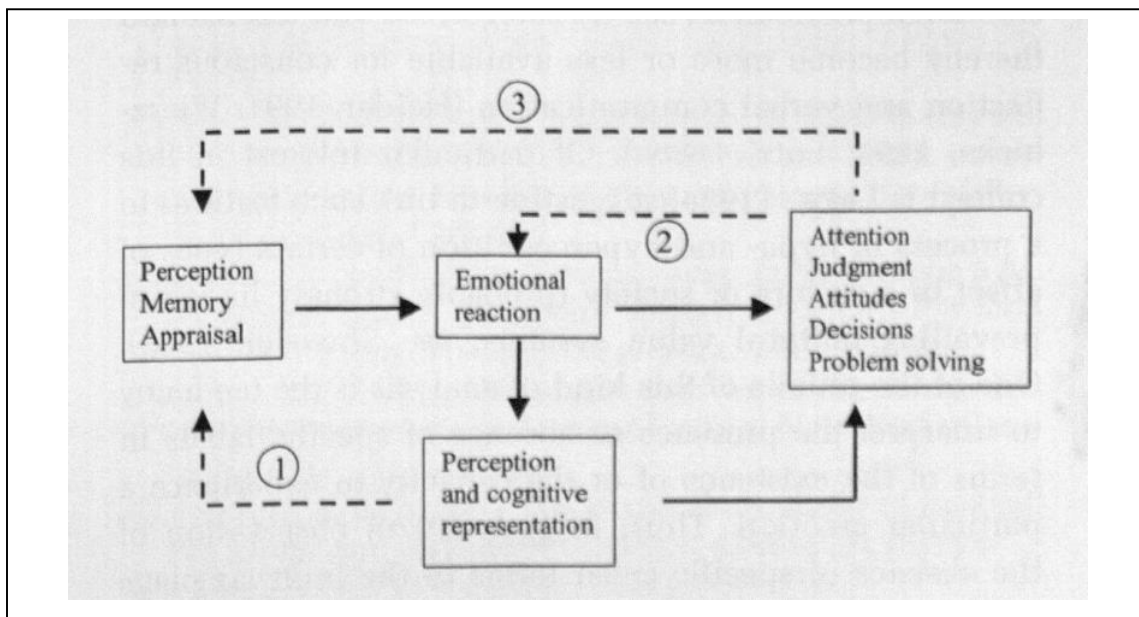 ③
②
Perception
Memory
Appraisal
Emotional
reaction
Attention
Judgment
Attitudes
Decisions
Problem solving
①
Perception
and cognitive
representation